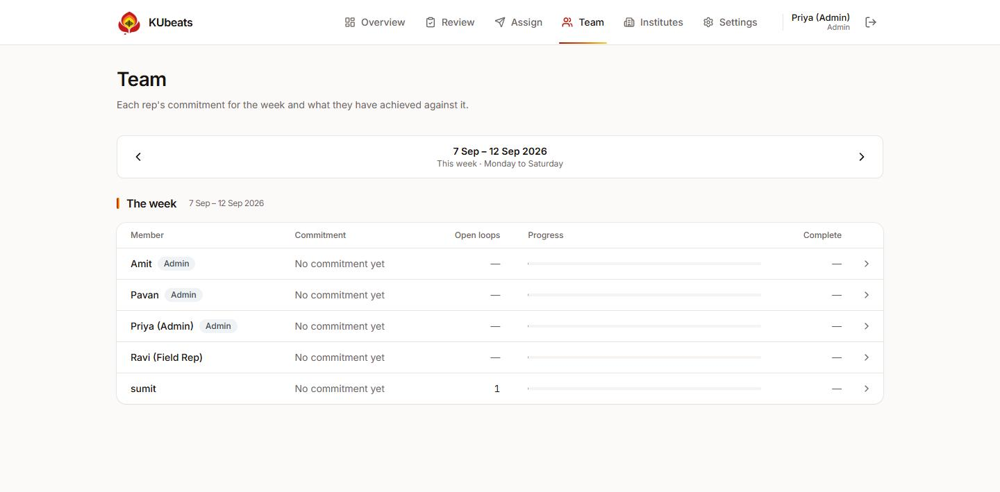 KUbeats
Overview
Review
Assign
Team
Institutes
Settings
Priya (Admin)
Admin
Team
Each rep's commitment for the week and what they have achieved against it.
7 Sep – 12 Sep 2026
This week · Monday to Saturday
The week 7 Sep – 12 Sep 2026
Member Commitment Open loops Progress Complete
Amit Admin No commitment yet — —
Pavan Admin No commitment yet — —
Priya (Admin) Admin No commitment yet — —
Ravi (Field Rep) No commitment yet — —
sumit No commitment yet 1 —